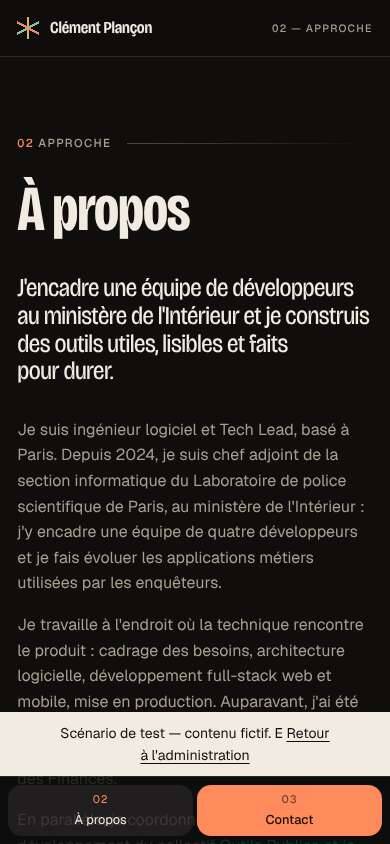 Clément Plançon
02 — APPROCHE
02 APPROCHE
À propos
J'encadre une équipe de développeurs
au ministère de l'Intérieur et je construis
des outils utiles, lisibles et faits
pour durer.
Je suis ingénieur logiciel et Tech Lead, basé à
Paris. Depuis 2024, je suis chef adjoint de la
section informatique du Laboratoire de police
scientifique de Paris, au ministère de l'Intérieur :
j'y encadre une équipe de quatre développeurs
et je fais évoluer les applications métiers
utilisées par les enquêteurs.
Je travaille à l'endroit où la technique rencontre
le produit : cadrage des besoins, architecture
logicielle, développement full-stack web et
mobile, mise en production. Auparavant, j'ai été
Scénario de test — contenu fictif. E Retour
à l'administration
des Finances.
02
À propos
03
Contact